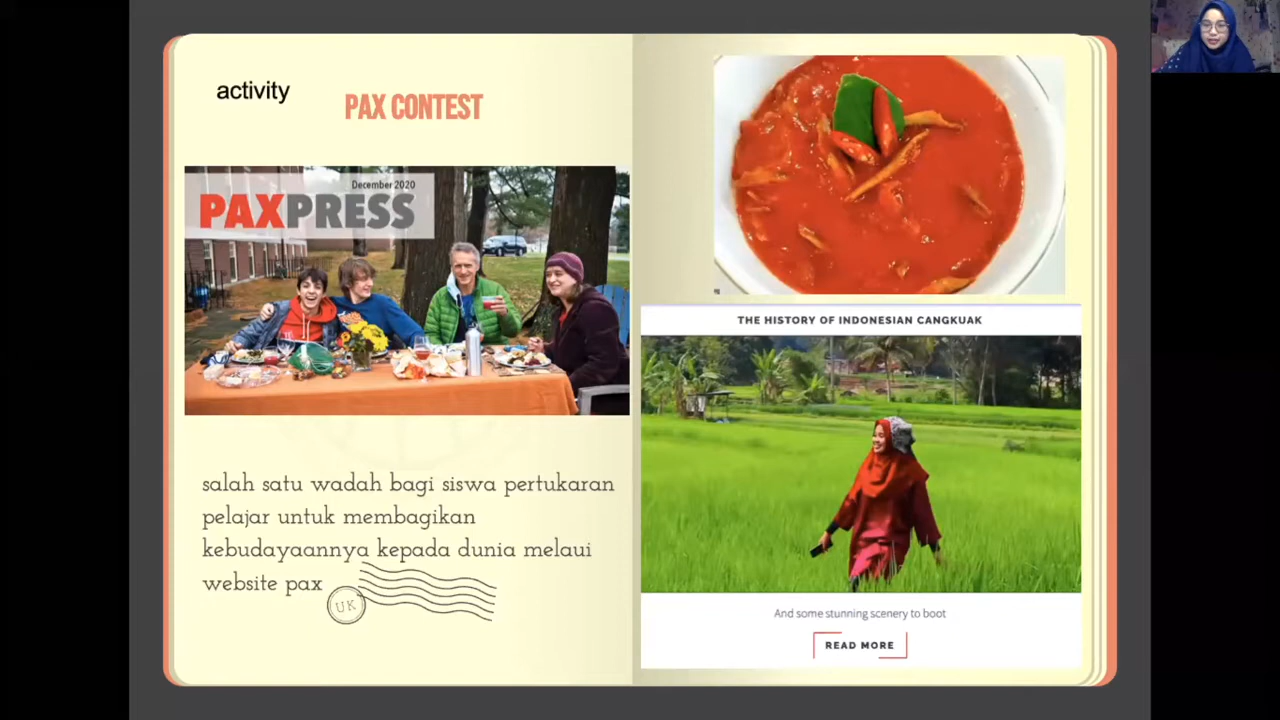 activity
PAX CONTEST
December 2020
PAXPRESS
salah satu wadah bagi siswa pertukaran
pelajar untuk membagikan
kebudayaannya kepada dunia melaui
website pax
UK
THE HISTORY OF INDONESIAN CANGKUAK
And some stunning scenery to boot
READ MORE